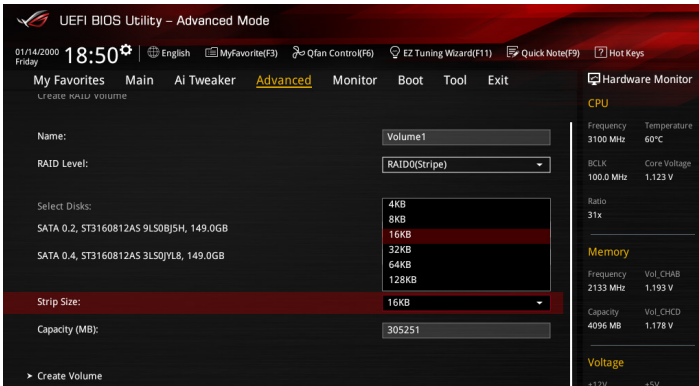 UEFI BIOS Utility – Advanced Mode
01/14/2000 Friday 18:50 English MyFavorite(F3) Qfan Control(F6) EZ Tuning Wizard(F11) Quick Note(F9) Hot Keys
My Favorites Main Ai Tweaker Advanced Monitor Boot Tool Exit
Create RAID Volume
Name: Volume1
RAID Level: RAID0(Stripe)
Select Disks:
SATA 0.2, ST3160812AS 9LS0BJ5H, 149.0GB
SATA 0.4, ST3160812AS 3LS0JYL8, 149.0GB
4KB
8KB
16KB
32KB
64KB
128KB
Strip Size: 16KB
Capacity (MB): 305251
Create Volume
Hardware Monitor
CPU
Frequency Temperature
3100 MHz 60°C
BCLK Core Voltage
100.0 MHz 1.123 V
Ratio
31x
Memory
Frequency Vol_CHAB
2133 MHz 1.193 V
Capacity Vol_CHCD
4096 MB 1.178 V
Voltage
+12V +5V